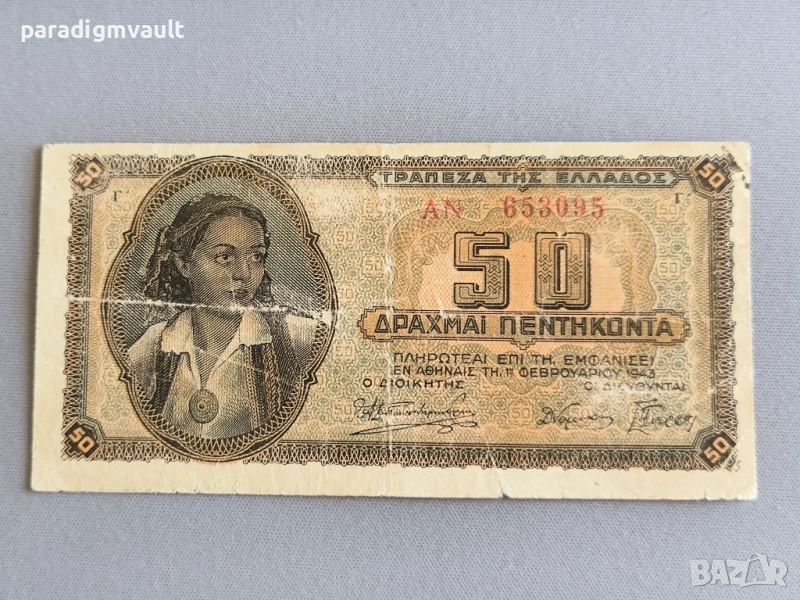 paradigmvault
50
50
Γ'
Γ'
ΤΡΑΠΕΖΑ ΤΗΣ ΕΛΛΑΔΟΣ
ΑΝ 653095
50
ΔΡΑΧΜΑΙ ΠΕΝΤΗΚΟΝΤΑ
ΠΛΗΡΩΤΕΑΙ ΕΠΙ ΤΗ, ΕΜΦΑΝΙΣΕΙ
ΕΝ ΑΘΗΝΑΙΣ ΤΗ, 1Η ΦΕΒΡΟΥΑΡΙΟΥ 1943
Ο ΔΙΟΙΚΗΤΗΣ ΟΙ ΔΙΕΥΘΥΝΤΑΙ
50
50
BAZAR